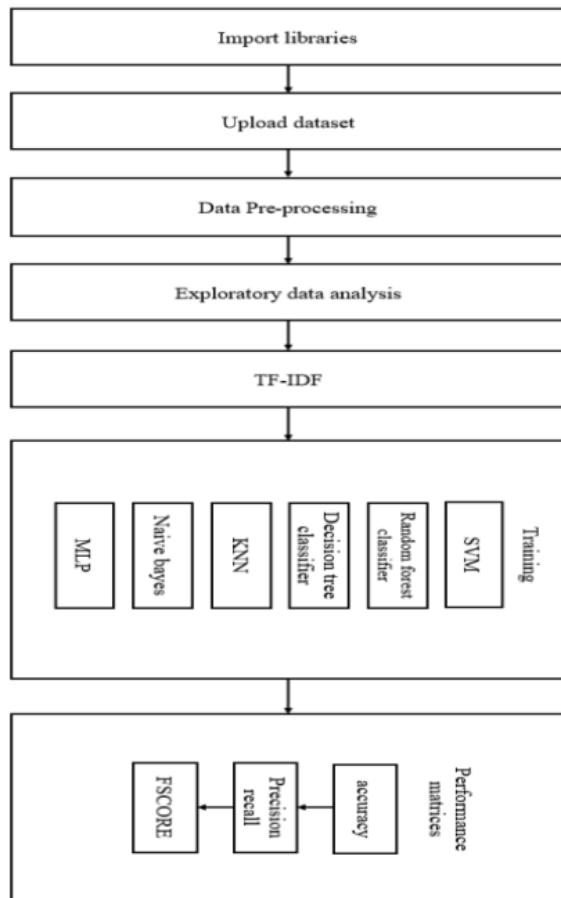 Import libraries
Upload dataset
Data Pre-processing
Exploratory data analysis
TF-IDF
Training
SVM
Random forest
classifier
Decision tree
classifier
KNN
Naive bayes
MLP
Performance
matrices
accuracy
Precision
recall
FSCORE